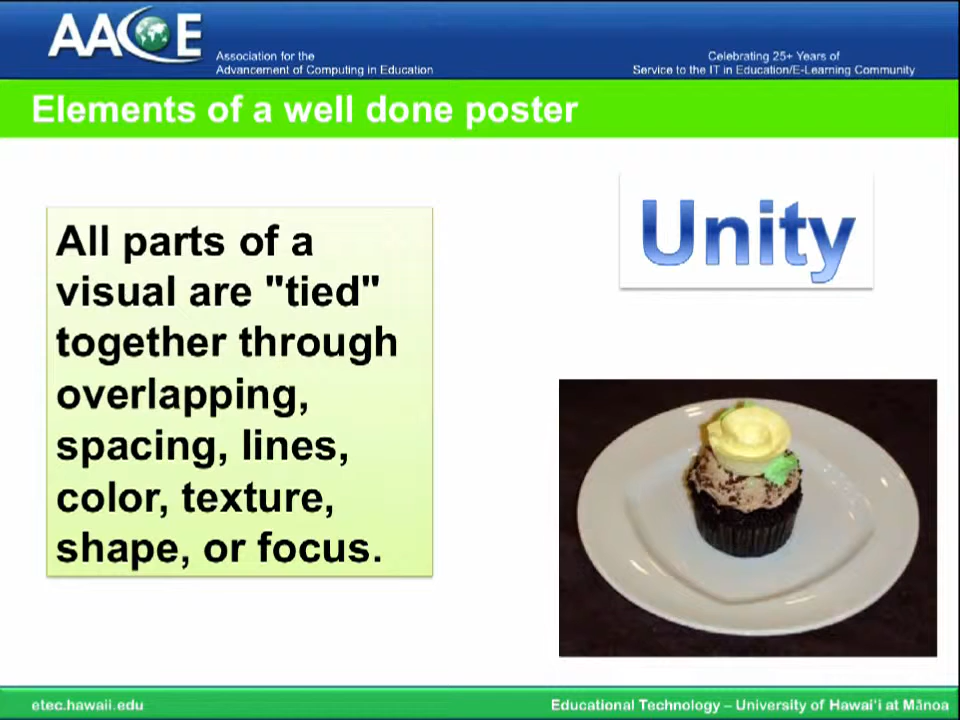 AACE
Association for the
Advancement of Computing in Education
Celebrating 25+ Years of
Service to the IT in Education/E-Learning Community
Elements of a well done poster
All parts of a
visual are "tied"
together through
overlapping,
spacing, lines,
color, texture,
shape, or focus.
Unity
etec.hawaii.edu
Educational Technology – University of Hawai‘i at Mānoa